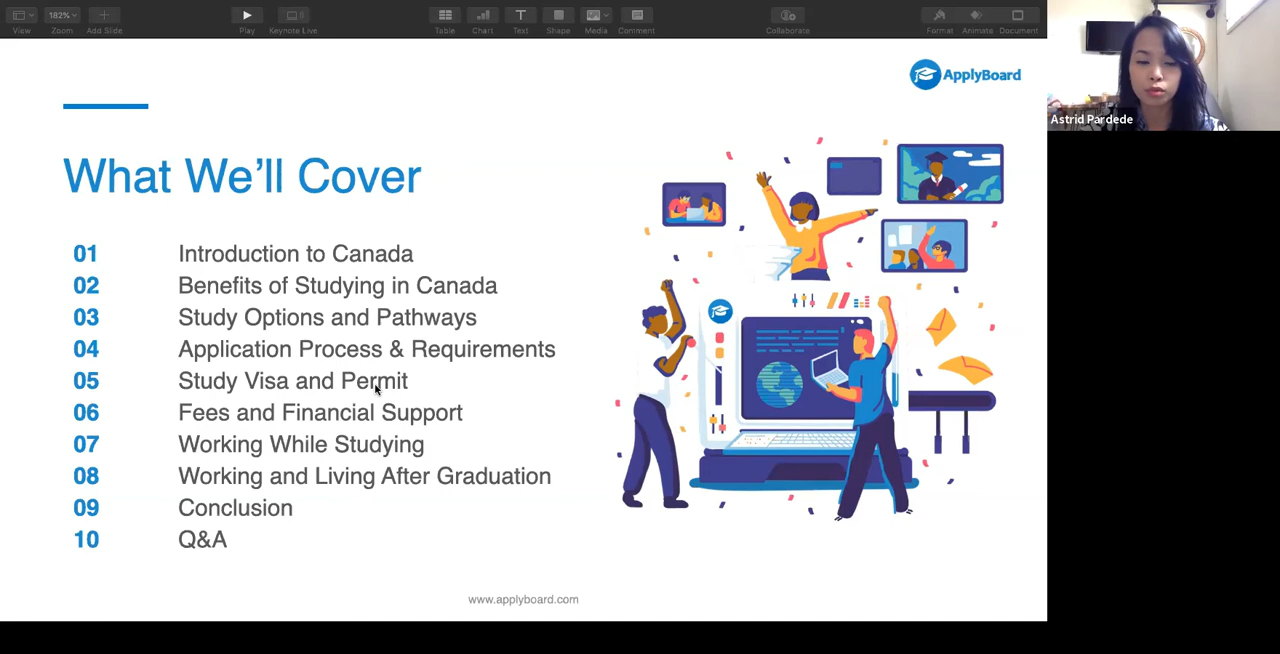 182%
View
Zoom
Add Slide
Play
Keynote Live
Table
Chart
Text
Shape
Media
Comment
Collaborate
Format
Animate
Document
ApplyBoard
Astrid Pardede
What We'll Cover
01 Introduction to Canada
02 Benefits of Studying in Canada
03 Study Options and Pathways
04 Application Process & Requirements
05 Study Visa and Permit
06 Fees and Financial Support
07 Working While Studying
08 Working and Living After Graduation
09 Conclusion
10 Q&A
www.applyboard.com